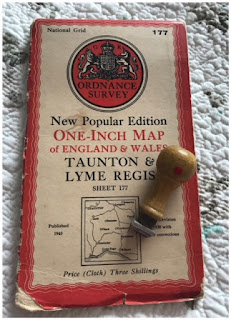 National Grid
177
ORDNANCE
SURVEY
New Popular Edition
ONE-INCH MAP
of ENGLAND & WALES
TAUNTON &
LYME REGIS
SHEET 177
Published
Price (Cloth) Three Shillings